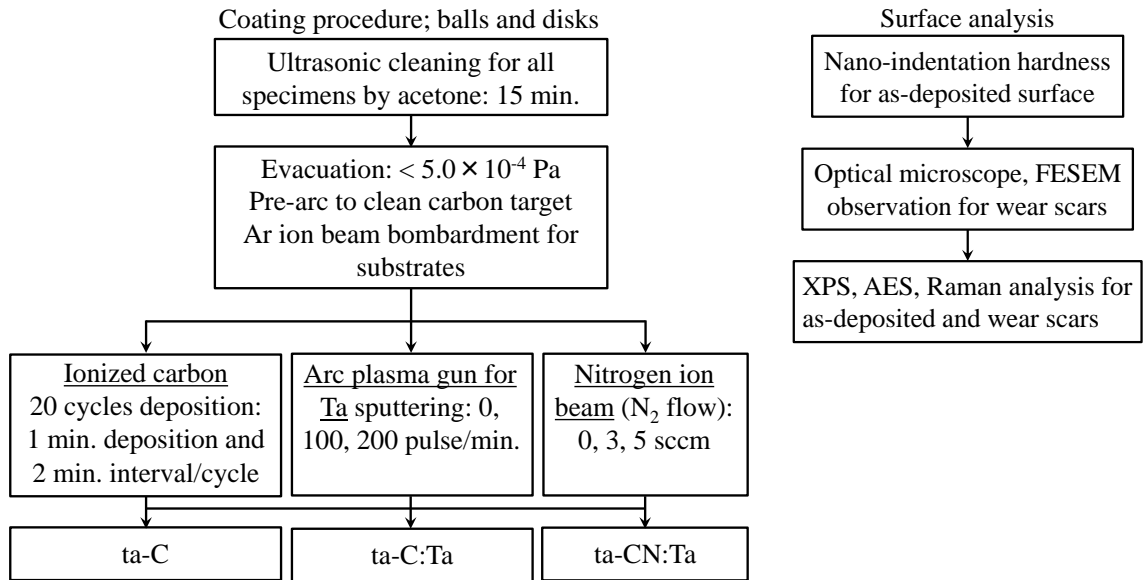 Coating procedure; balls and disks
Ultrasonic cleaning for all
specimens by acetone: 15 min.
Evacuation: < 5.0 × 10⁻⁴ Pa
Pre-arc to clean carbon target
Ar ion beam bombardment for
substrates
Ionized carbon
20 cycles deposition:
1 min. deposition and
2 min. interval/cycle
Arc plasma gun for
Ta sputtering: 0,
100, 200 pulse/min.
Nitrogen ion
beam (N₂ flow):
0, 3, 5 sccm
ta-C
ta-C:Ta
ta-CN:Ta
Surface analysis
Nano-indentation hardness
for as-deposited surface
Optical microscope, FESEM
observation for wear scars
XPS, AES, Raman analysis for
as-deposited and wear scars